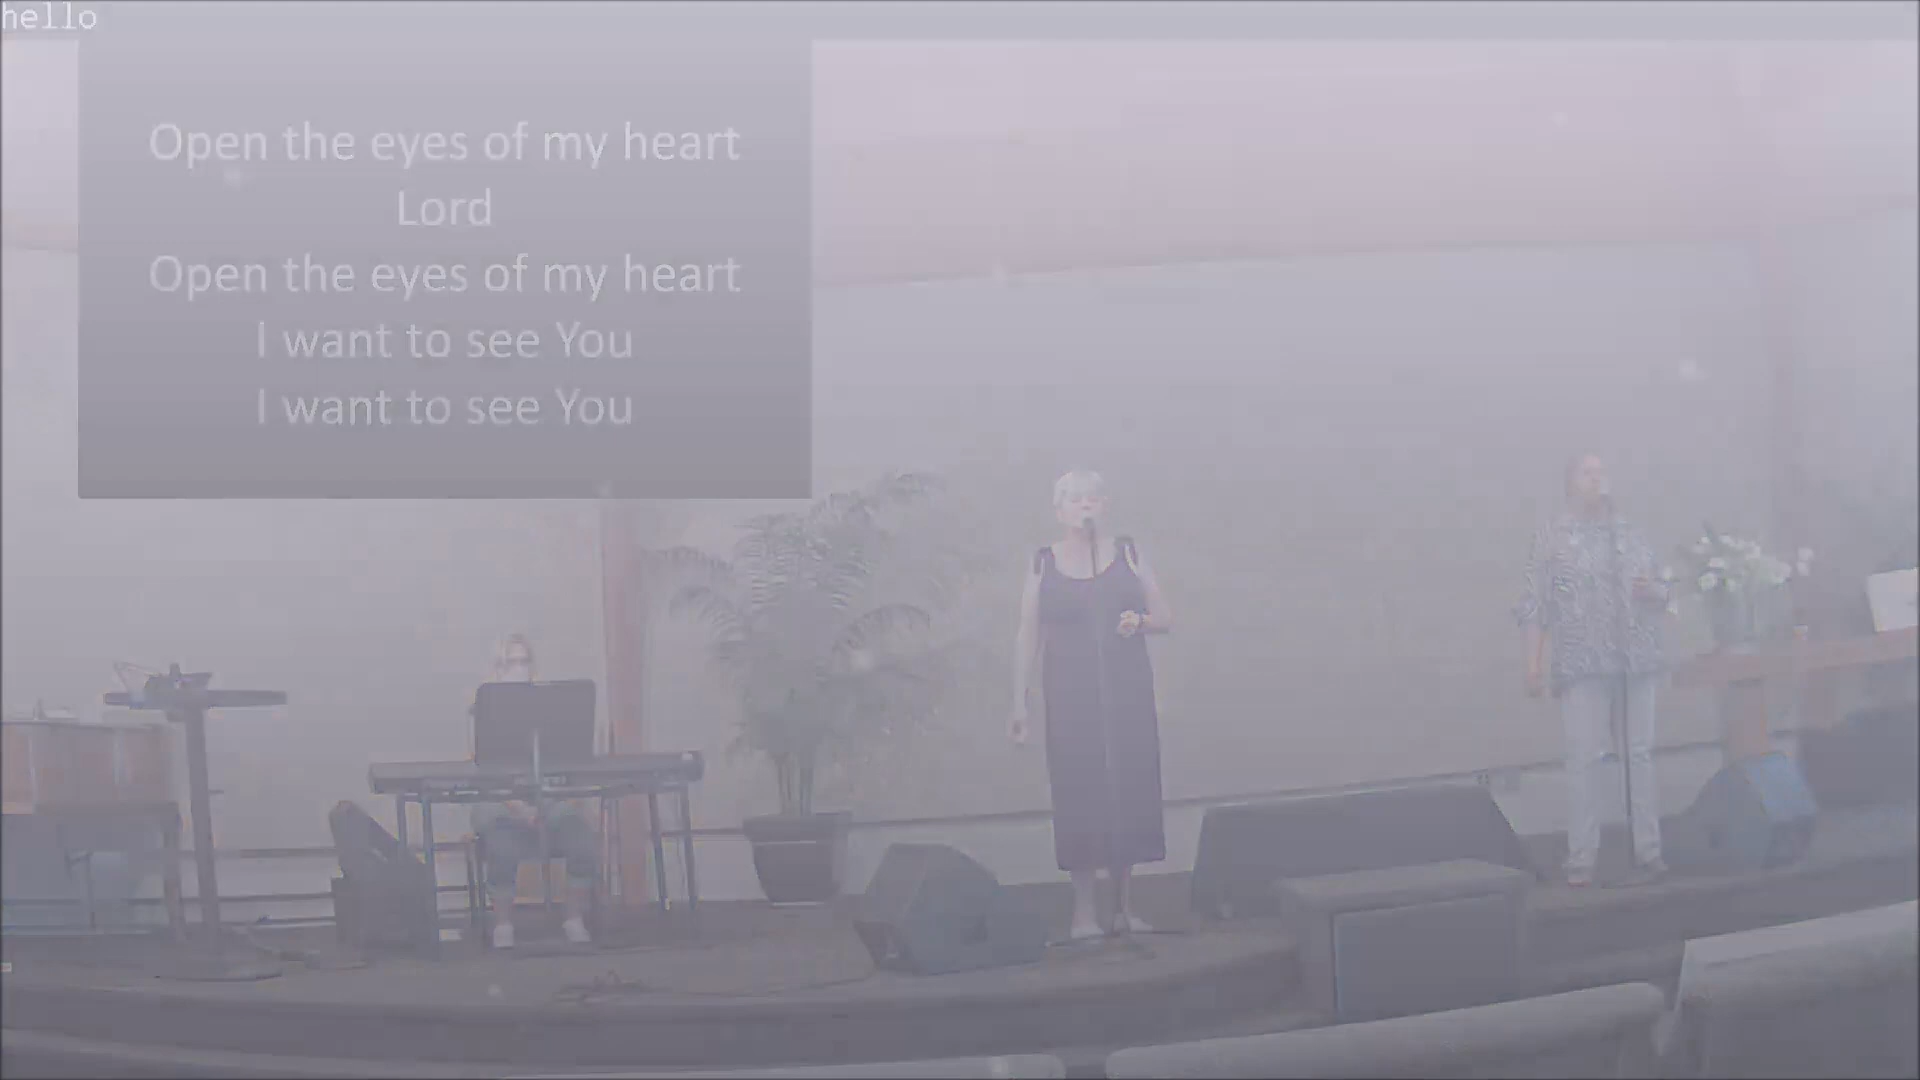 hello
Open the eyes of my heart
Lord
Open the eyes of my heart
I want to see You
I want to see You